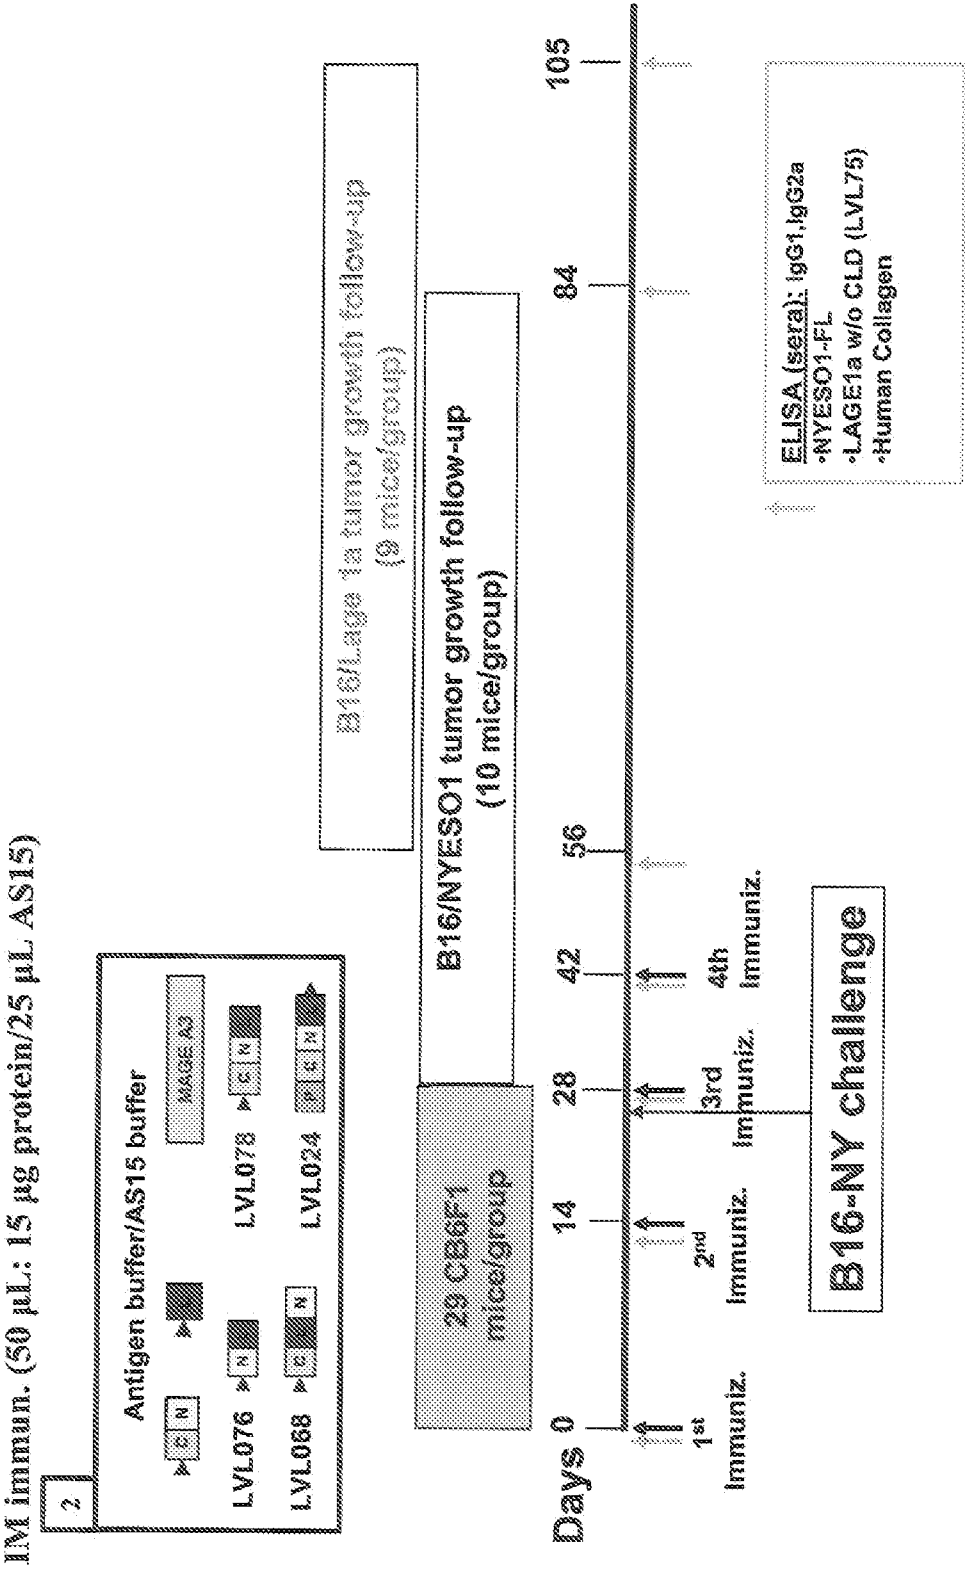 IM immun. (50 µL: 15 µg protein/25 µL AS15)
2
Antigen buffer/AS15 buffer
C N
MAGE A3
LVL076
N
LVL078
C N
LVL068
C
N
LVL024
P C N
B16/Lage 1a tumor growth follow-up
(9 mice/group)
29 CB6F1
mice/group
B16/NYESO1 tumor growth follow-up
(10 mice/group)
Days 0 14 28 42 56 84 105
1st
Immuniz.
2nd
Immuniz.
3rd
Immuniz.
4th
Immuniz.
B16-NY challenge
ELISA (sera): IgG1,IgG2a
•NYESO1-FL
•LAGE1a w/o CLD (LVL75)
•Human Collagen